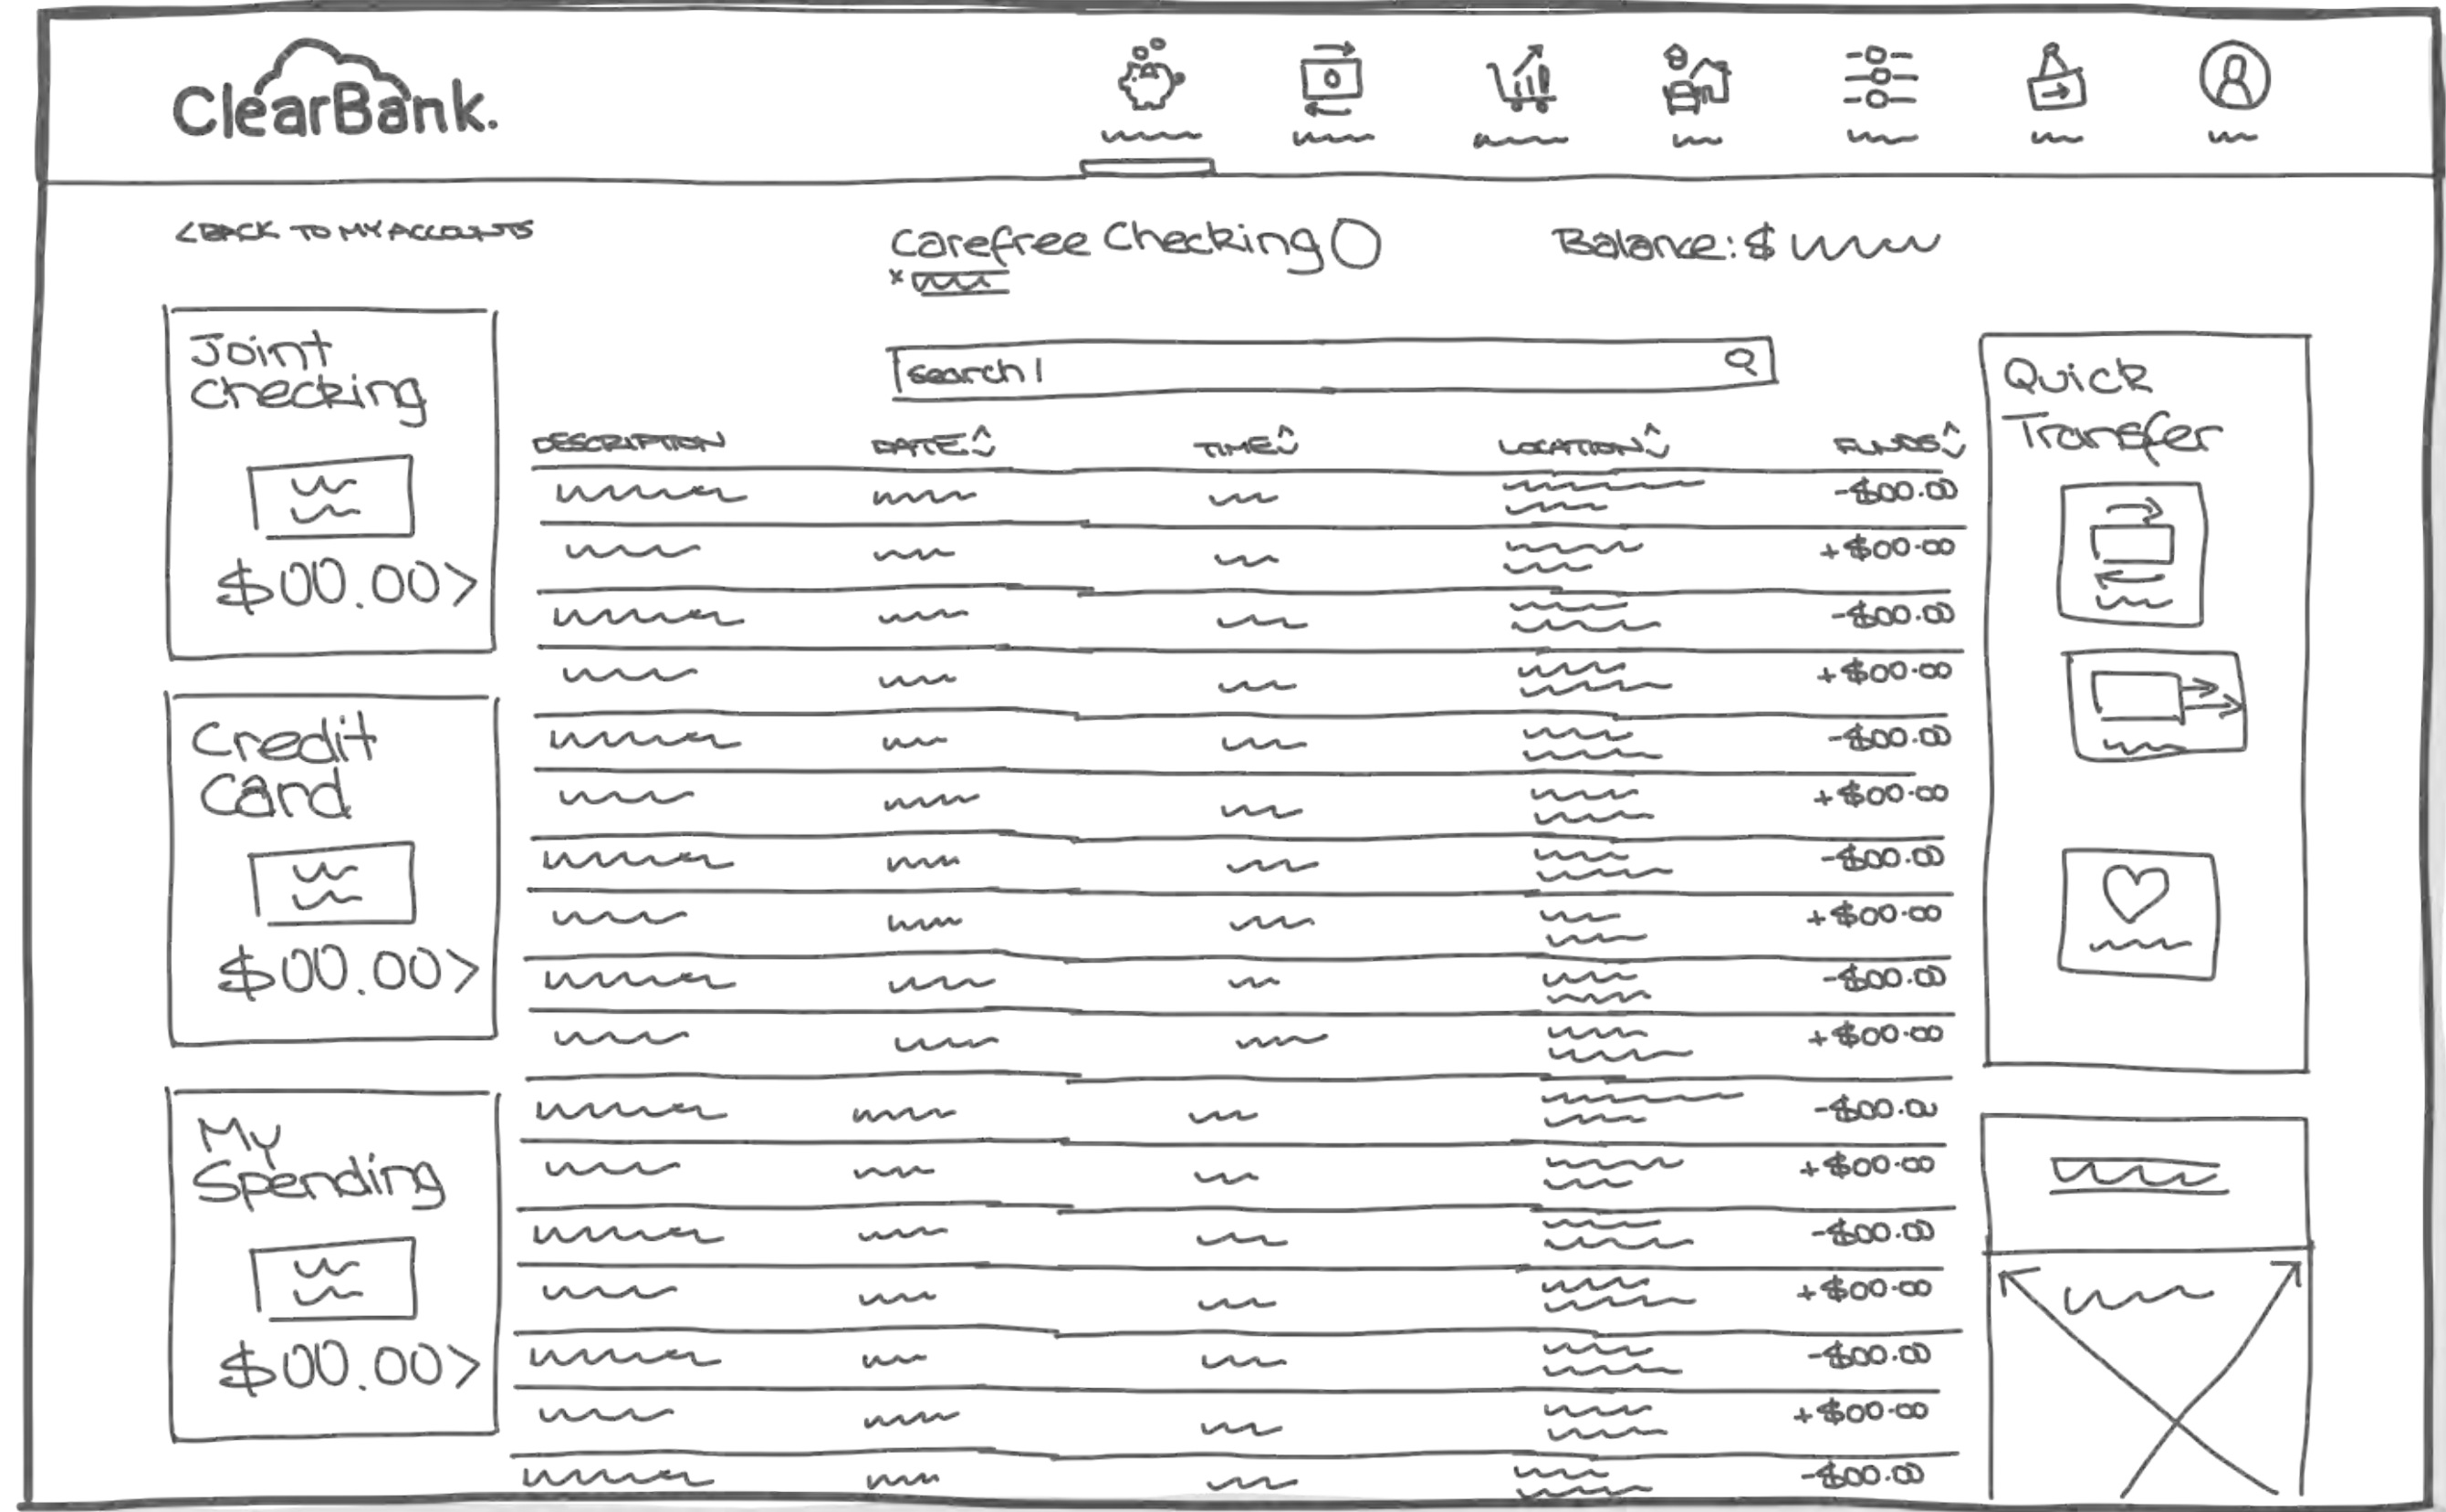 ClearBank.
< BACK TO MY ACCOUNTS
Carefree Checking
Balance: $
search |
Joint
Checking
$00.00>
Credit
Card
$00.00>
My
Spending
$00.00>
DESCRIPTION DATE TIME LOCATION FUNDS
-$00.00
+$00.00
-$00.00
+$00.00
-$00.00
+$00.00
-$00.00
+$00.00
-$00.00
+$00.00
-$00.00
+$00.00
-$00.00
+$00.00
-$00.00
+$00.00
-$00.00
Quick
Transfer